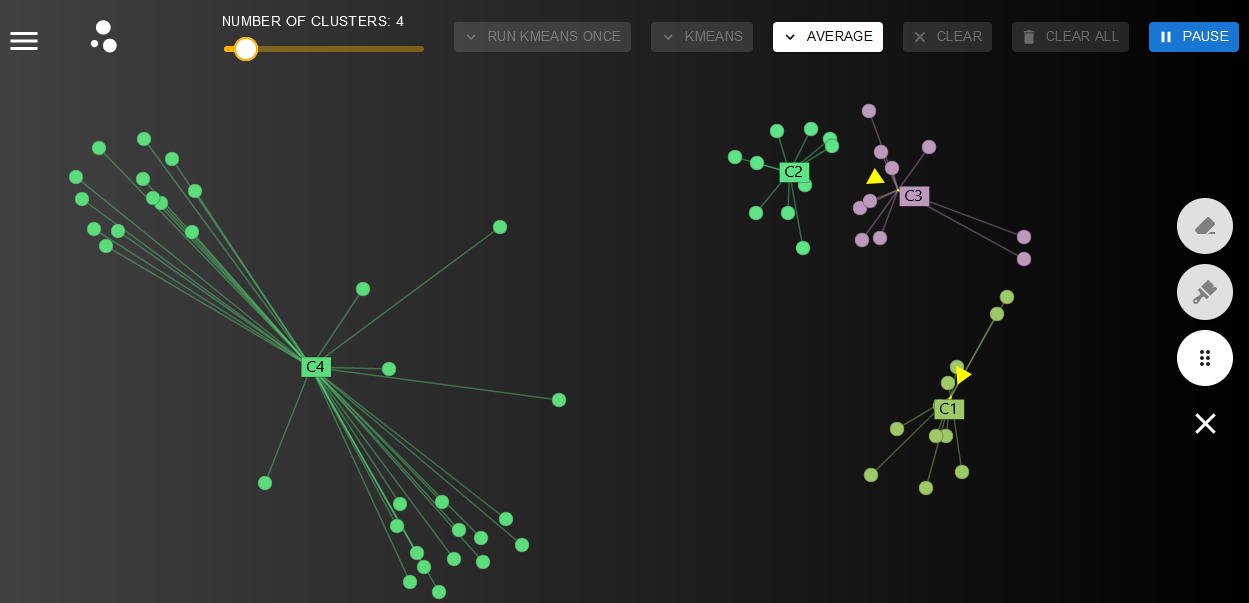 NUMBER OF CLUSTERS: 4
RUN KMEANS ONCE
KMEANS
AVERAGE
CLEAR
CLEAR ALL
PAUSE
C2
C3
C4
C1